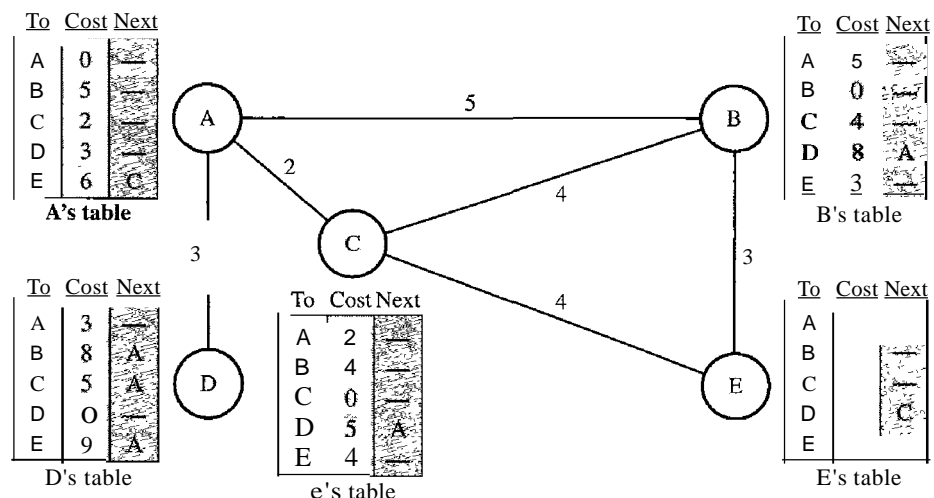 To Cost Next
A 0 —
B 5 —
C 2 —
D 3 —
E 6 C
A's table
To Cost Next
A 5 —
B 0 —
C 4 —
D 8 A
E 3 —
B's table
A
5
B
2
4
C
3
3
4
D
E
To Cost Next
A 3 —
B 8 A
C 5 A
D O —
E 9 A
D's table
To Cost Next
A 2 —
B 4 —
C 0 —
D 5 A
E 4 —
e's table
To Cost Next
A
B —
C —
D C
E
E's table